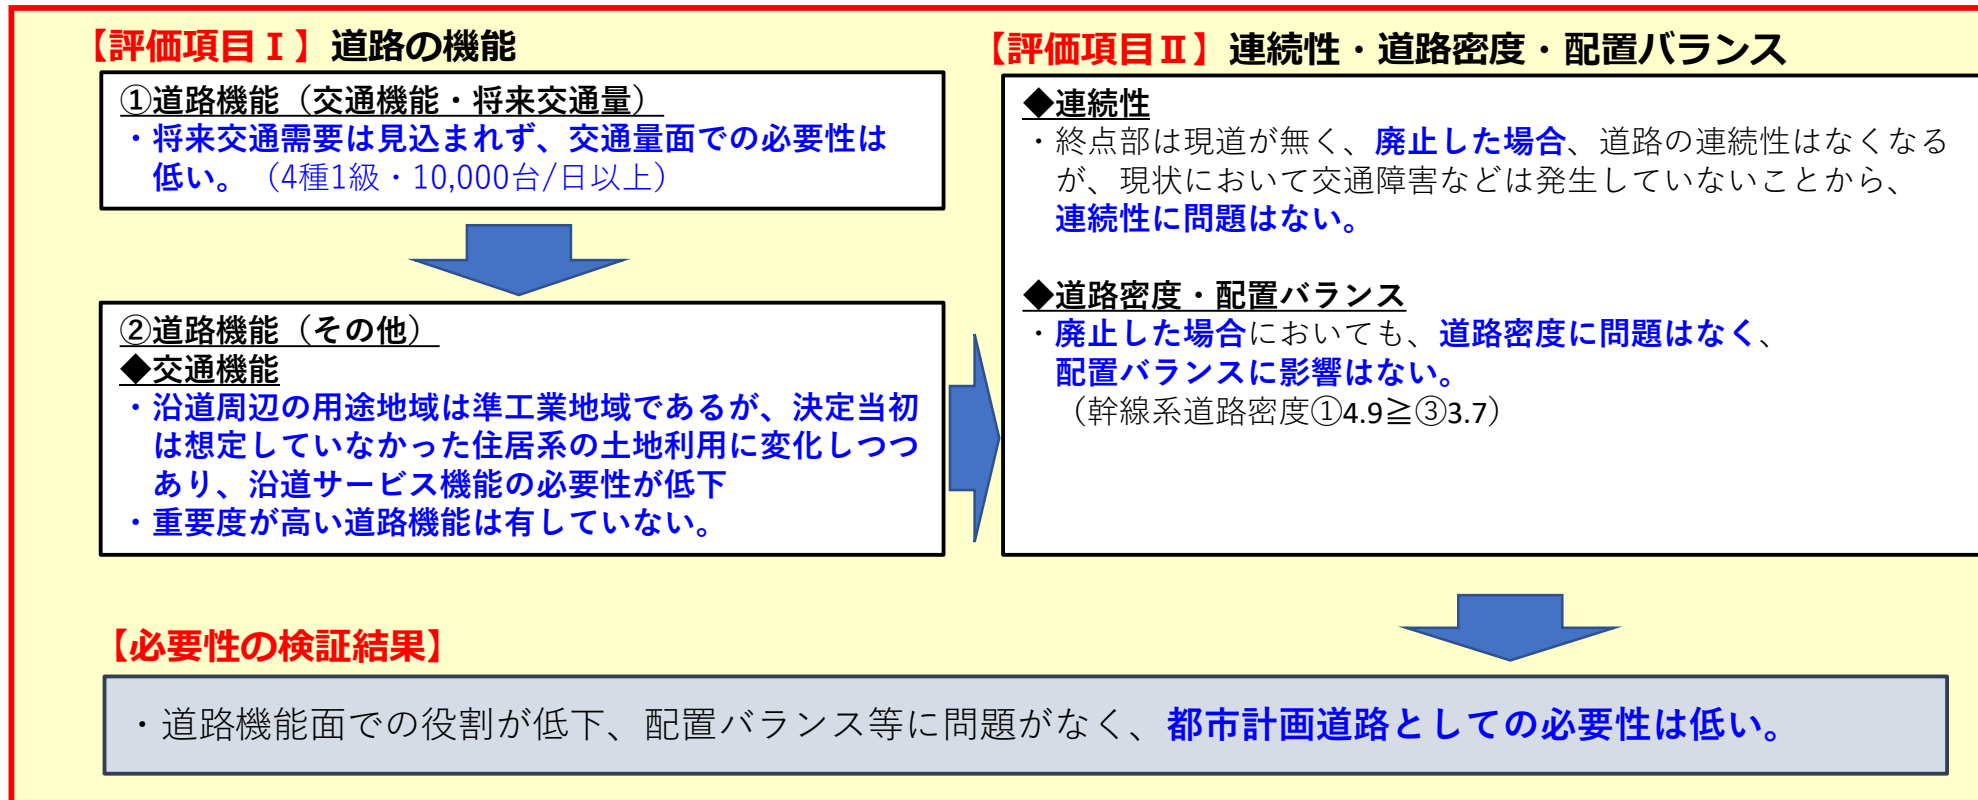 【評価項目Ⅰ】道路の機能
①道路機能（交通機能・将来交通量）
・将来交通需要は見込まれず、交通量面での必要性は
低い。（4種1級・10,000台/日以上）
②道路機能（その他）
◆交通機能
・沿道周辺の用途地域は準工業地域であるが、決定当初
は想定していなかった住居系の土地利用に変化しつつ
あり、沿道サービス機能の必要性が低下
・重要度が高い道路機能は有していない。
【評価項目Ⅱ】連続性・道路密度・配置バランス
◆連続性
・終点部は現道が無く、廃止した場合、道路の連続性はなくなる
が、現状において交通障害などは発生していないことから、
連続性に問題はない。
◆道路密度・配置バランス
・廃止した場合においても、道路密度に問題はなく、
配置バランスに影響はない。
（幹線系道路密度①4.9≧③3.7）
【必要性の検証結果】
・道路機能面での役割が低下、配置バランス等に問題がなく、都市計画道路としての必要性は低い。